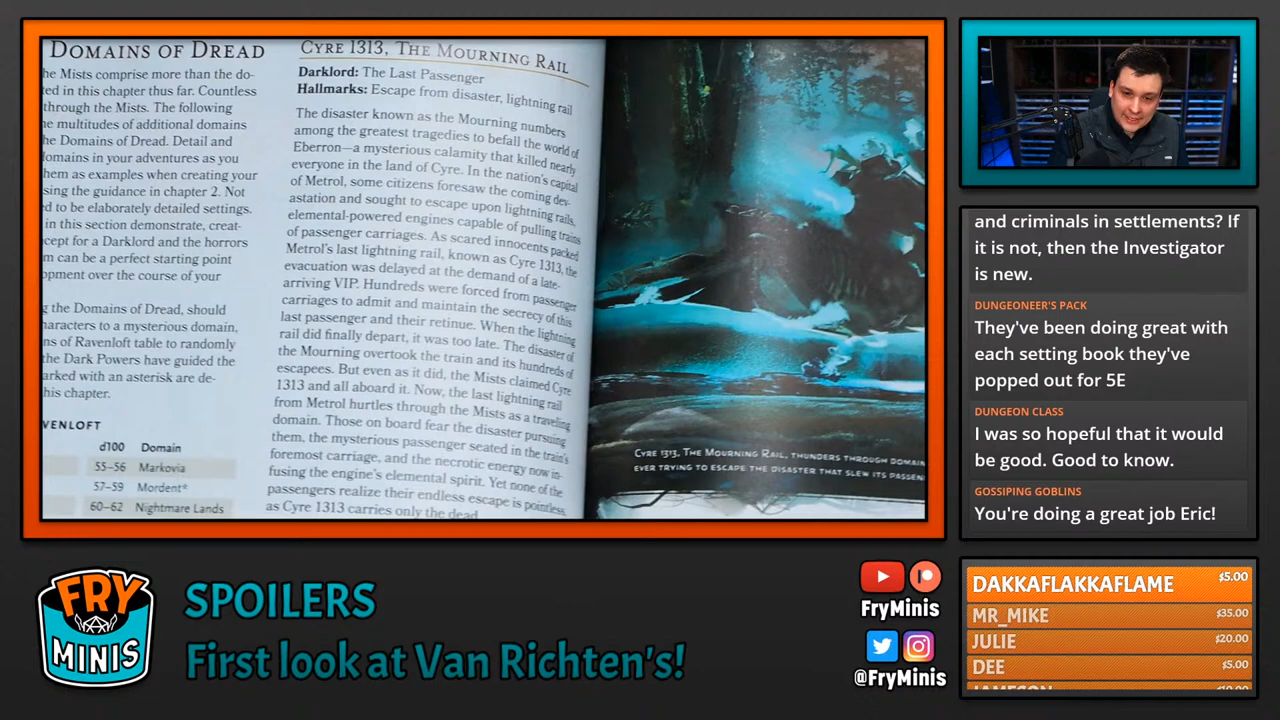 DOMAINS OF DREAD
he Mists comprise more than the do-
ted in this chapter thus far. Countless
through the Mists. The following
e multitudes of additional domains
he Domains of Dread. Detail and
omains in your adventures as you
hem as examples when creating your
sing the guidance in chapter 2. Not
d to be elaborately detailed settings.
in this section demonstrate, creat-
cept for a Darklord and the horrors
m can be a perfect starting point
opment over the course of your
g the Domains of Dread, should
haracters to a mysterious domain,
ns of Ravenloft table to randomly
the Dark Powers have guided the
arked with an asterisk are de-
his chapter.
VENLOFT
d100 Domain
55–56 Markovia
57–59 Mordent*
60–62 Nightmare Lands
CYRE 1313, THE MOURNING RAIL
Darklord: The Last Passenger
Hallmarks: Escape from disaster, lightning rail
The disaster known as the Mourning numbers
among the greatest tragedies to befall the world of
Eberron—a mysterious calamity that killed nearly
everyone in the land of Cyre. In the nation's capital
of Metrol, some citizens foresaw the coming dev-
astation and sought to escape upon lightning rails,
elemental-powered engines capable of pulling trains
of passenger carriages. As scared innocents packed
Metrol's last lightning rail, known as Cyre 1313, the
evacuation was delayed at the demand of a late-
arriving VIP. Hundreds were forced from passenger
carriages to admit and maintain the secrecy of this
last passenger and their retinue. When the lightning
rail did finally depart, it was too late. The disaster of
the Mourning overtook the train and its hundreds of
escapees. But even as it did, the Mists claimed Cyre
1313 and all aboard it. Now, the last lightning rail
from Metrol hurtles through the Mists as a traveling
domain. Those on board fear the disaster pursuing
them, the mysterious passenger seated in the train's
foremost carriage, and the necrotic energy now in-
fusing the engine's elemental spirit. Yet none of the
passengers realize their endless escape is pointless,
as Cyre 1313 carries only the dead
CYRE 1313, THE MOURNING RAIL, THUNDERS THROUGH DOMAIN
EVER TRYING TO ESCAPE THE DISASTER THAT SLEW ITS PASSEN
and criminals in settlements? If
it is not, then the Investigator
is new.
DUNGEONEER'S PACK
They've been doing great with
each setting book they've
popped out for 5E
DUNGEON CLASS
I was so hopeful that it would
be good. Good to know.
GOSSIPING GOBLINS
You're doing a great job Eric!
FRY
MINIS
SPOILERS
First look at Van Richten's!
FryMinis
@FryMinis
DAKKAFLAKKAFLAME $5.00
MR_MIKE $35.00
JULIE $20.00
DEE $5.00